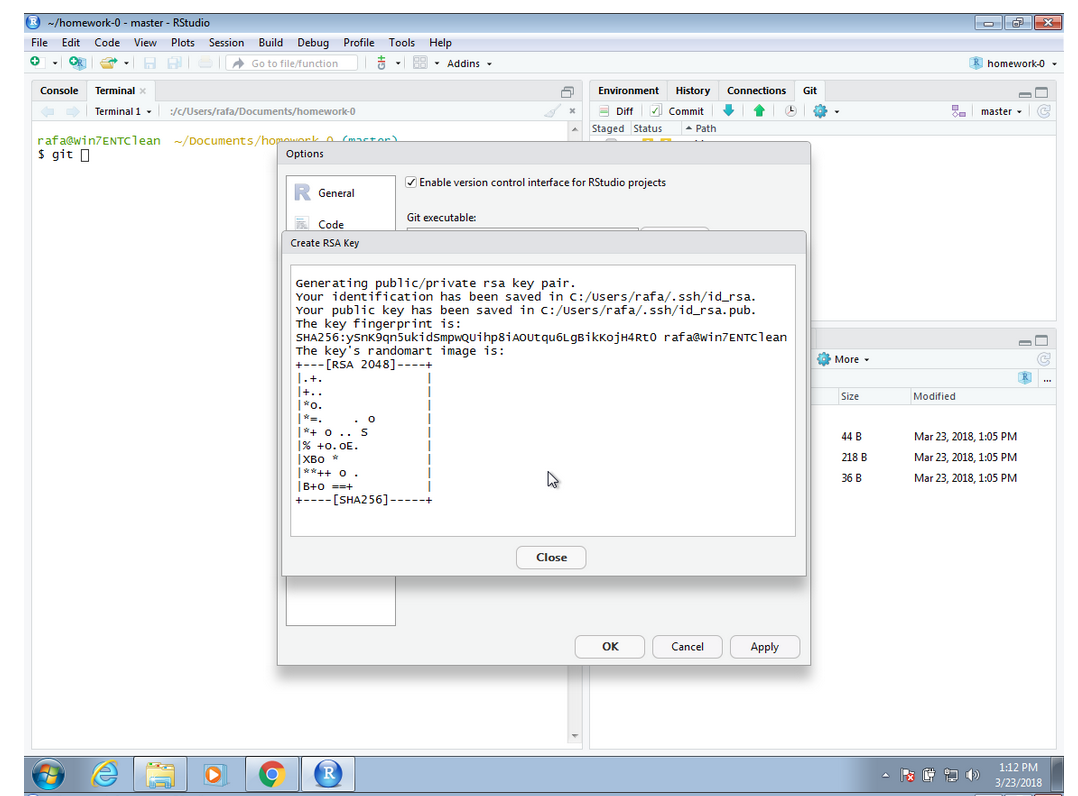 ~/homework-0 - master - RStudio
File Edit Code View Plots Session Build Debug Profile Tools Help
Go to file/function Addins homework-0
Console Terminal
Environment History Connections Git
Terminal 1 :/c/Users/rafa/Documents/homework-0
Diff Commit master
Staged Status Path
rafa@Win7ENTClean ~/Documents/homework-0 (master)
$ git
Options
General
Enable version control interface for RStudio projects
Code
Git executable:
Create RSA Key
Generating public/private rsa key pair.
Your identification has been saved in C:/Users/rafa/.ssh/id_rsa.
Your public key has been saved in C:/Users/rafa/.ssh/id_rsa.pub.
The key fingerprint is:
SHA256:ySnK9qn5ukidSmpwQUihp8iAOUtqu6LgBikKojH4Rt0 rafa@Win7ENTClean
The key's randomart image is:
+---[RSA 2048]----+
|.+.              |
|+..              |
|*o.              |
|*=.    . o       |
|*+ o .. S        |
|% +o.oE.         |
|XBo *            |
|**++ o .         |
|B+o ==+          |
+----[SHA256]-----+
Close
OK Cancel Apply
More
...
Size Modified
44 B Mar 23, 2018, 1:05 PM
218 B Mar 23, 2018, 1:05 PM
36 B Mar 23, 2018, 1:05 PM
1:12 PM
3/23/2018